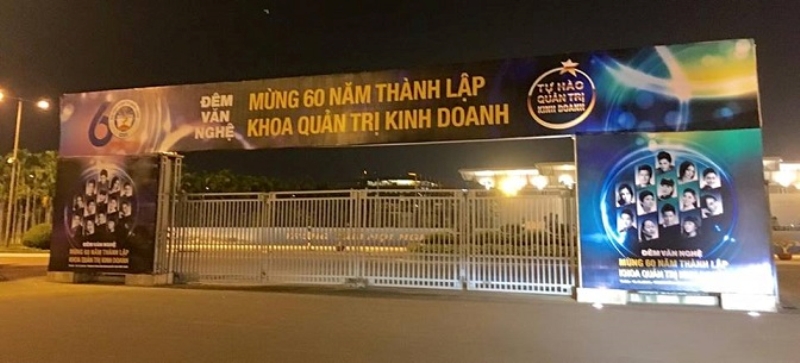 60
ĐÊM
VĂN
NGHỆ
MỪNG 60 NĂM THÀNH LẬP
KHOA QUẢN TRỊ KINH DOANH
TỰ HÀO
QUẢN TRỊ
KINH DOANH
ĐÊM VĂN NGHỆ
MỪNG 60 NĂM THÀNH LẬP
KHOA QUẢN TRỊ KINH DOANH
ĐÊM VĂN NGHỆ
MỪNG 60 NĂM THÀNH LẬP
KHOA QUẢN TRỊ KINH DOANH